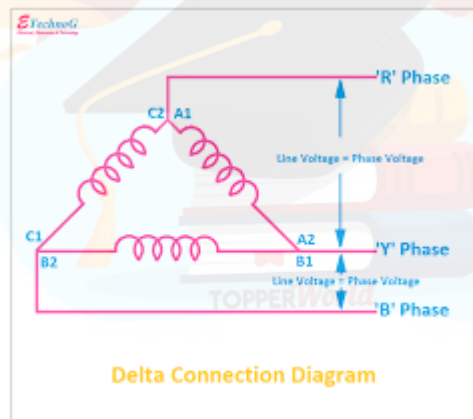 ETechnoG
'R' Phase
C2 A1
Line Voltage = Phase Voltage
C1
A2
'Y' Phase
B2
B1
Line Voltage = Phase Voltage
TOPPERWorld
'B' Phase
Delta Connection Diagram